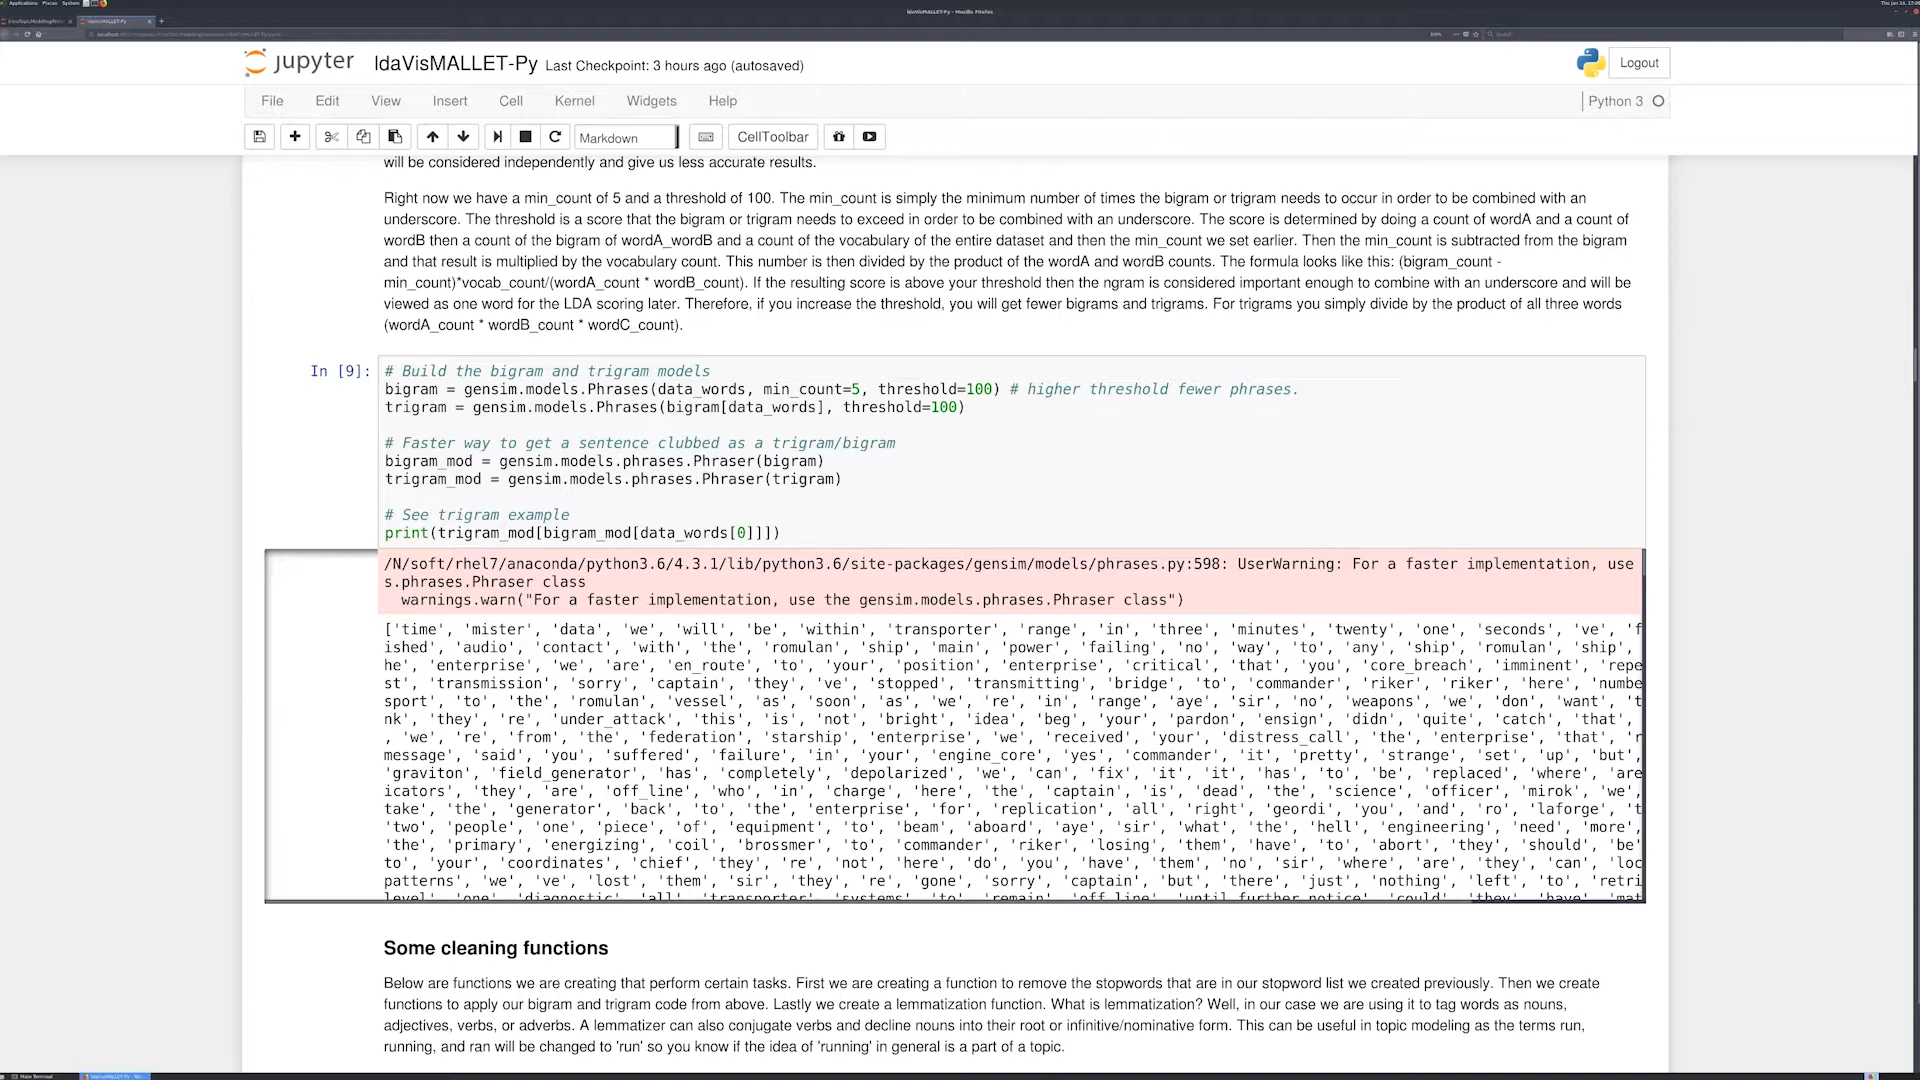 Applications Places System
ldaVisMALLET-Py - Mozilla Firefox
Thu Jan 24, 17:00
ldaVisMALLET-Py
jupyter ldaVisMALLET-Py Last Checkpoint: 3 hours ago (autosaved)
Logout
File Edit View Insert Cell Kernel Widgets Help
Python 3
Markdown
CellToolbar
will be considered independently and give us less accurate results.
Right now we have a min_count of 5 and a threshold of 100. The min_count is simply the minimum number of times the bigram or trigram needs to occur in order to be combined with an
underscore. The threshold is a score that the bigram or trigram needs to exceed in order to be combined with an underscore. The score is determined by doing a count of wordA and a count of
wordB then a count of the bigram of wordA_wordB and a count of the vocabulary of the entire dataset and then the min_count we set earlier. Then the min_count is subtracted from the bigram
and that result is multiplied by the vocabulary count. This number is then divided by the product of the wordA and wordB counts. The formula looks like this: (bigram_count -
min_count)*vocab_count/(wordA_count * wordB_count). If the resulting score is above your threshold then the ngram is considered important enough to combine with an underscore and will be
viewed as one word for the LDA scoring later. Therefore, if you increase the threshold, you will get fewer bigrams and trigrams. For trigrams you simply divide by the product of all three words
(wordA_count * wordB_count * wordC_count).
In [9]:
# Build the bigram and trigram models
bigram = gensim.models.Phrases(data_words, min_count=5, threshold=100) # higher threshold fewer phrases.
trigram = gensim.models.Phrases(bigram[data_words], threshold=100)
# Faster way to get a sentence clubbed as a trigram/bigram
bigram_mod = gensim.models.phrases.Phraser(bigram)
trigram_mod = gensim.models.phrases.Phraser(trigram)
# See trigram example
print(trigram_mod[bigram_mod[data_words[0]]])
/N/soft/rhel7/anaconda/python3.6/4.3.1/lib/python3.6/site-packages/gensim/models/phrases.py:598: UserWarning: For a faster implementation, use
s.phrases.Phraser class
warnings.warn("For a faster implementation, use the gensim.models.phrases.Phraser class")
['time', 'mister', 'data', 'we', 'will', 'be', 'within', 'transporter', 'range', 'in', 'three', 'minutes', 'twenty', 'one', 'seconds', 've', 'f
ished', 'audio', 'contact', 'with', 'the', 'romulan', 'ship', 'main', 'power', 'failing', 'no', 'way', 'to', 'any', 'ship', 'romulan', 'ship',
he', 'enterprise', 'we', 'are', 'en_route', 'to', 'your', 'position', 'enterprise', 'critical', 'that', 'you', 'core_breach', 'imminent', 'repe
st', 'transmission', 'sorry', 'captain', 'they', 've', 'stopped', 'transmitting', 'bridge', 'to', 'commander', 'riker', 'riker', 'here', 'numbe
sport', 'to', 'the', 'romulan', 'vessel', 'as', 'soon', 'as', 'we', 're', 'in', 'range', 'aye', 'sir', 'no', 'weapons', 'we', 'don', 'want', 't
nk', 'they', 're', 'under_attack', 'this', 'is', 'not', 'bright', 'idea', 'beg', 'your', 'pardon', 'ensign', 'didn', 'quite', 'catch', 'that',
, 'we', 're', 'from', 'the', 'federation', 'starship', 'enterprise', 'we', 'received', 'your', 'distress_call', 'the', 'enterprise', 'that', 'r
message', 'said', 'you', 'suffered', 'failure', 'in', 'your', 'engine_core', 'yes', 'commander', 'it', 'pretty', 'strange', 'set', 'up', 'but',
'graviton', 'field_generator', 'has', 'completely', 'depolarized', 'we', 'can', 'fix', 'it', 'it', 'has', 'to', 'be', 'replaced', 'where', 'are
icators', 'they', 'are', 'off_line', 'who', 'in', 'charge', 'here', 'the', 'captain', 'is', 'dead', 'the', 'science', 'officer', 'mirok', 'we',
take', 'the', 'generator', 'back', 'to', 'the', 'enterprise', 'for', 'replication', 'all', 'right', 'geordi', 'you', 'and', 'ro', 'laforge', 't
'two', 'people', 'one', 'piece', 'of', 'equipment', 'to', 'beam', 'aboard', 'aye', 'sir', 'what', 'the', 'hell', 'engineering', 'need', 'more',
'the', 'primary', 'energizing', 'coil', 'brossmer', 'to', 'commander', 'riker', 'losing', 'them', 'have', 'to', 'abort', 'they', 'should', 'be'
to', 'your', 'coordinates', 'chief', 'they', 're', 'not', 'here', 'do', 'you', 'have', 'them', 'no', 'sir', 'where', 'are', 'they', 'can', 'loc
patterns', 'we', 've', 'lost', 'them', 'sir', 'they', 're', 'gone', 'sorry', 'captain', 'but', 'there', 'just', 'nothing', 'left', 'to', 'retri
level', 'one', 'diagnostic', 'all', 'transporter', 'systems', 'to', 'remain', 'off_line', 'until_further_notice', 'could', 'they', 'have', 'mat
Some cleaning functions
Below are functions we are creating that perform certain tasks. First we are creating a function to remove the stopwords that are in our stopword list we created previously. Then we create
functions to apply our bigram and trigram code from above. Lastly we create a lemmatization function. What is lemmatization? Well, in our case we are using it to tag words as nouns,
adjectives, verbs, or adverbs. A lemmatizer can also conjugate verbs and decline nouns into their root or infinitive/nominative form. This can be useful in topic modeling as the terms run,
running, and ran will be changed to 'run' so you know if the idea of 'running' in general is a part of a topic.
Mate Terminal